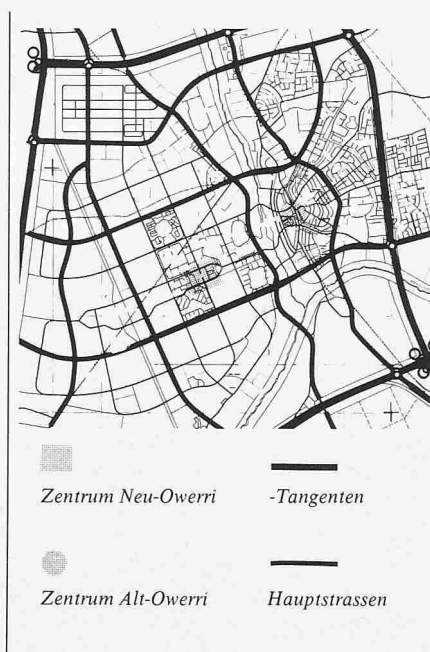 Zentrum Neu-Owerri
-Tangenten
Zentrum Alt-Owerri
Hauptstrassen